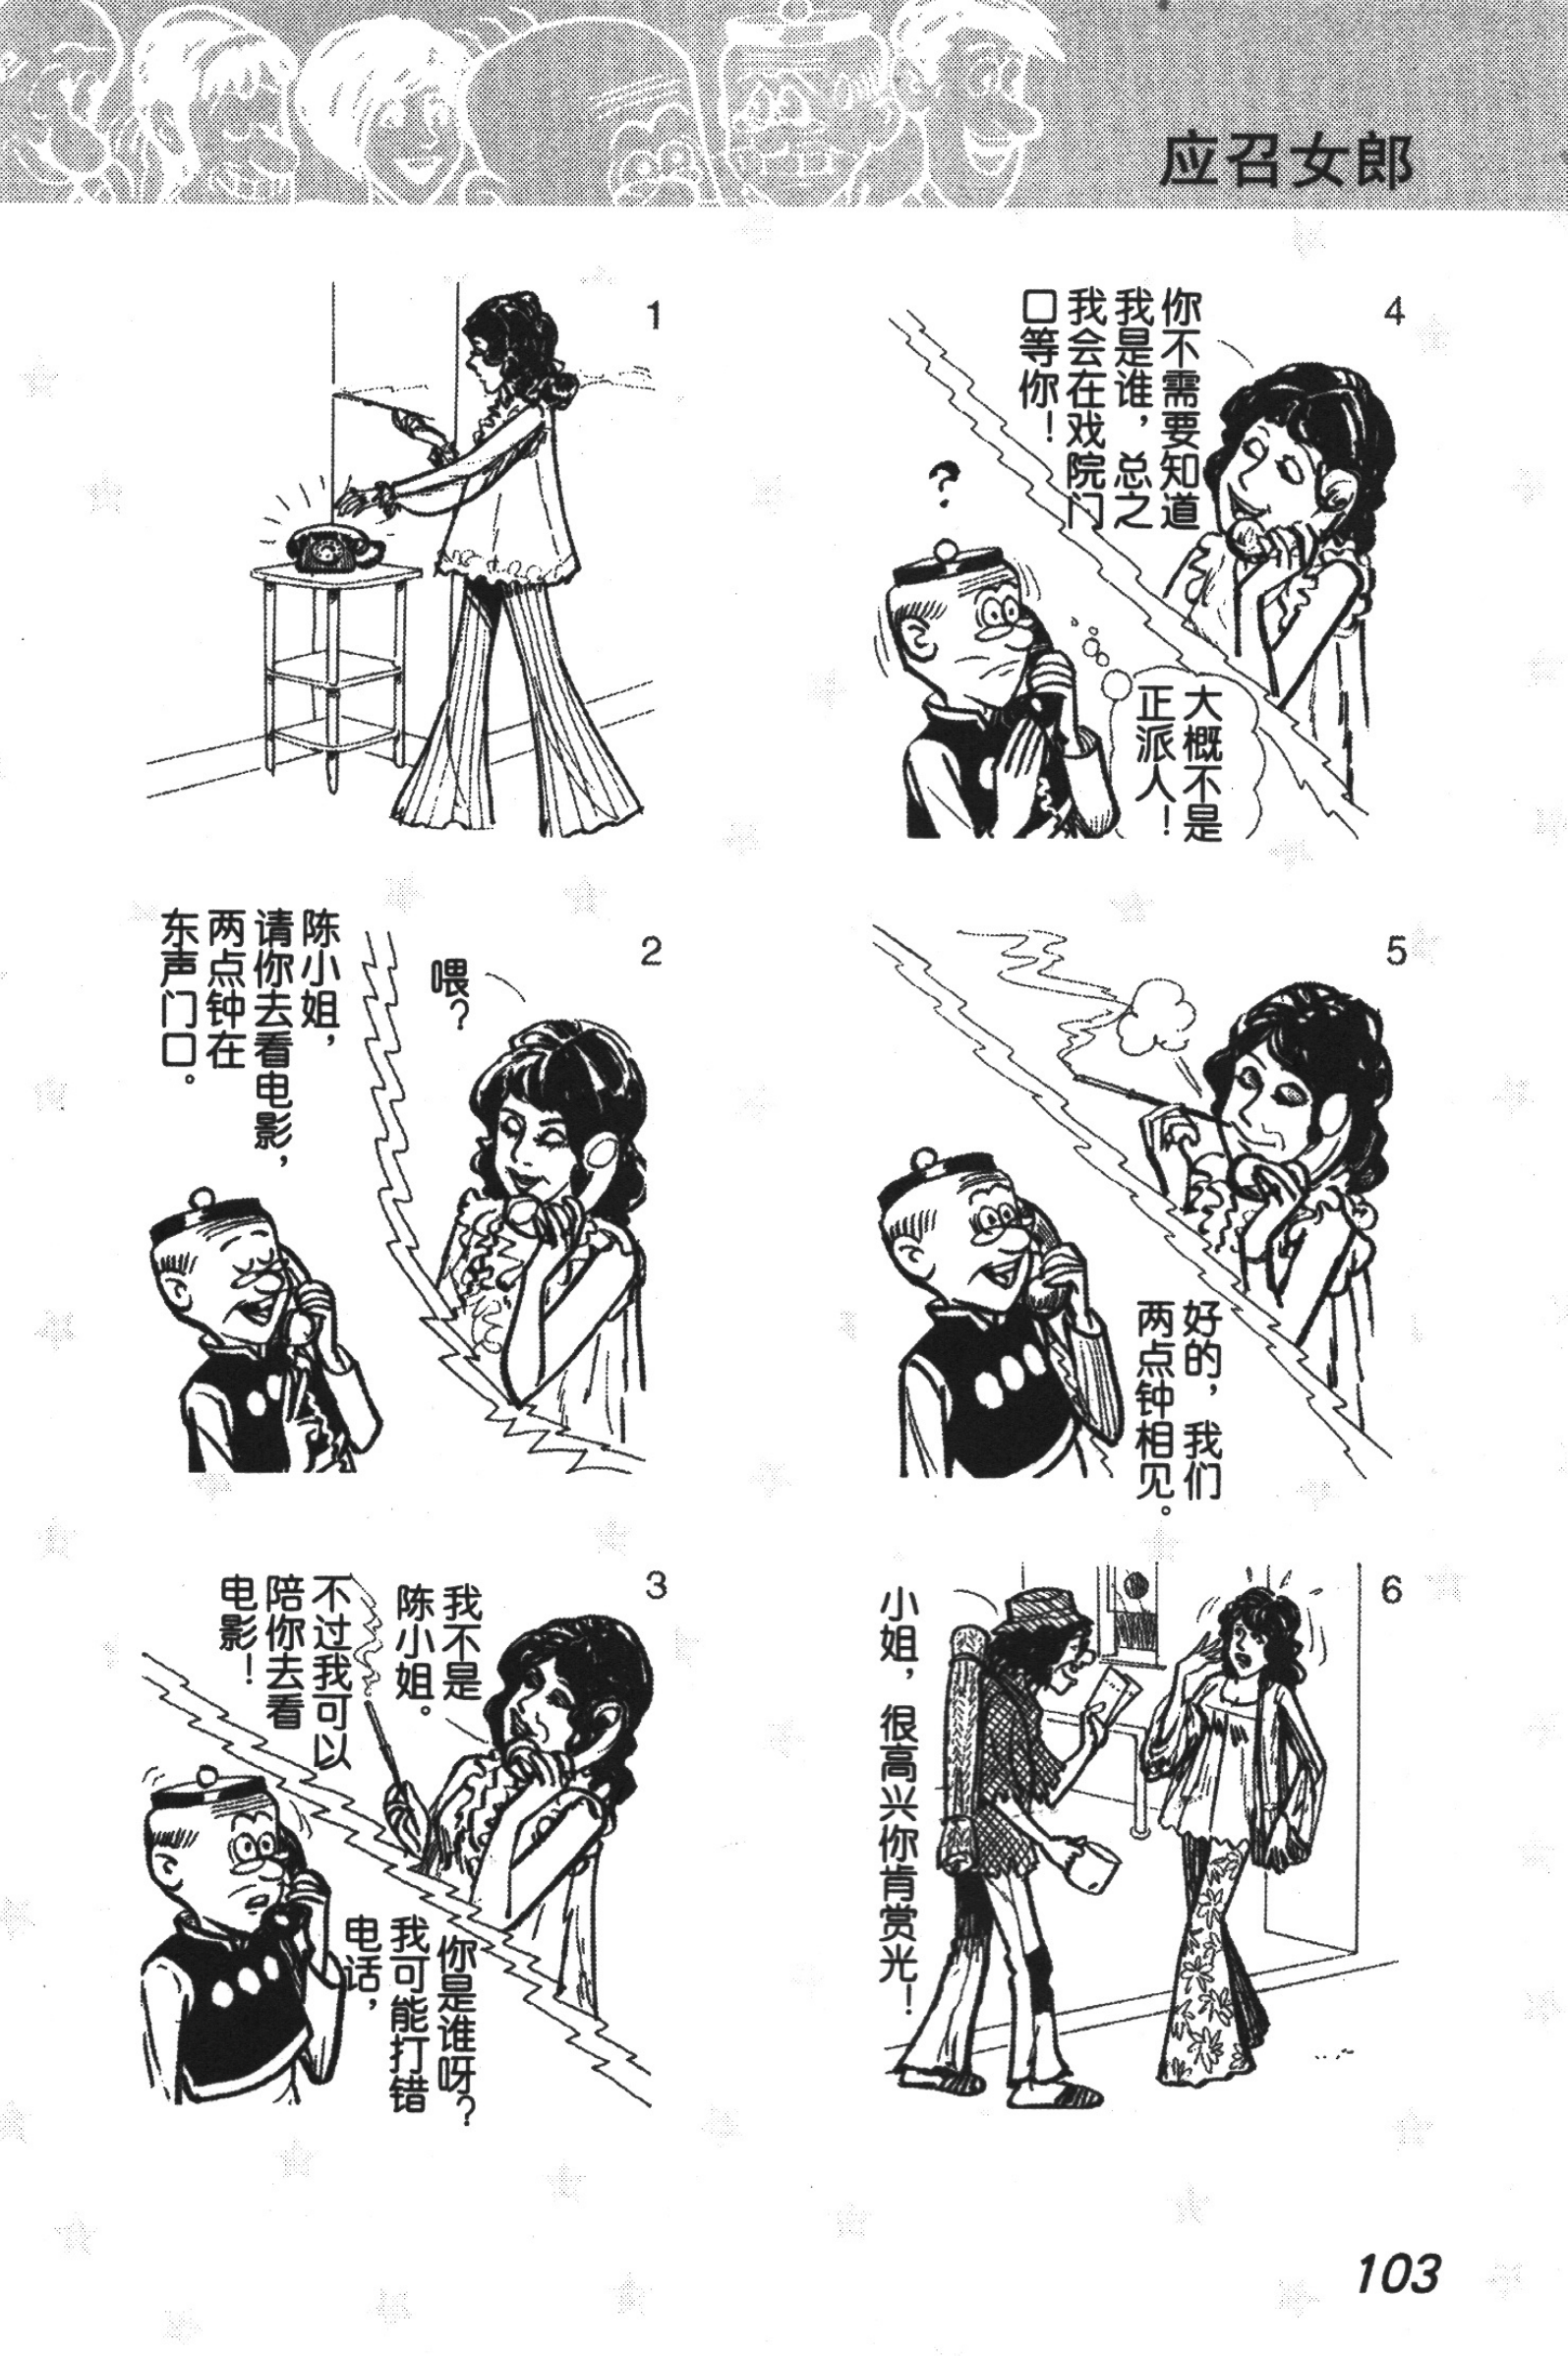 应召女郎
1
2
喂?
陈小姐，
请你去看电影，
两点钟在
东声门口。
3
我不是
陈小姐。
不过我可以
陪你去看
电影！
你是谁呀?
我可能打错
电话，
4
你不需要知道
我是谁，总之
我会在戏院门
口等你！
?
大概不是
正派人！
5
好的，我们
两点钟相见。
6
小姐，很高兴你肯赏光！
103